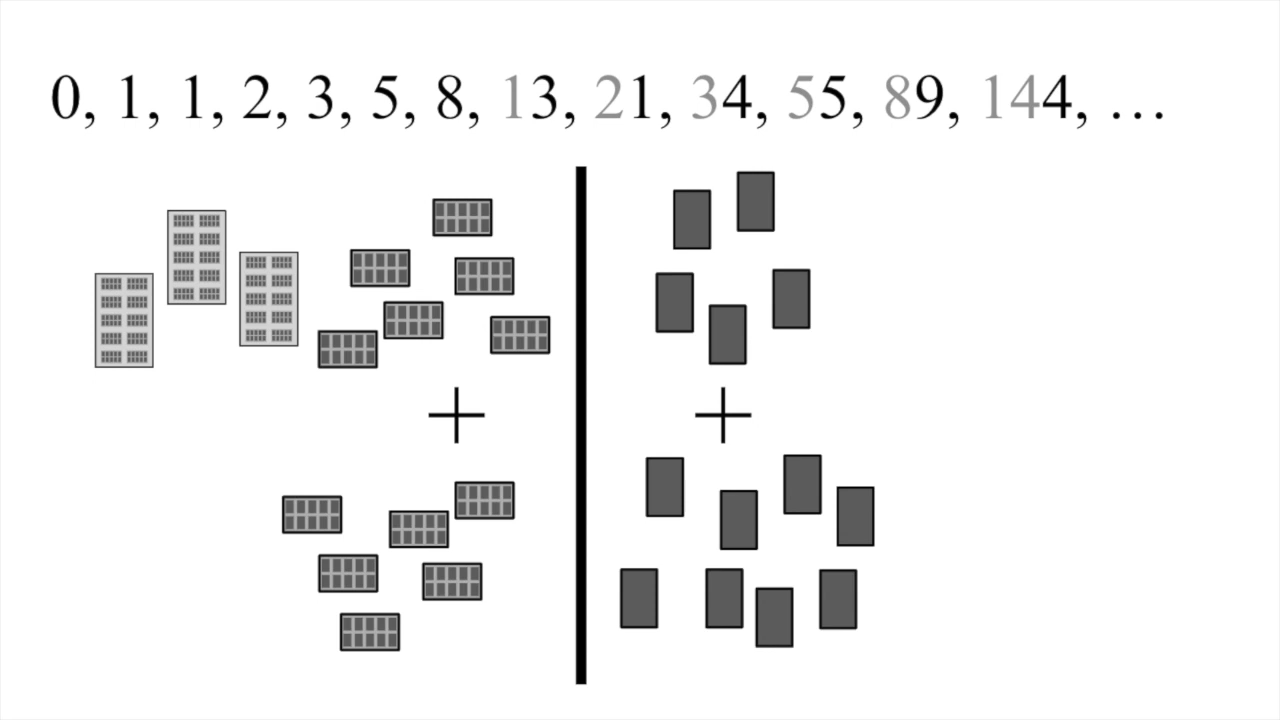 0, 1, 1, 2, 3, 5, 8, 13, 21, 34, 55, 89, 144, …
+ +